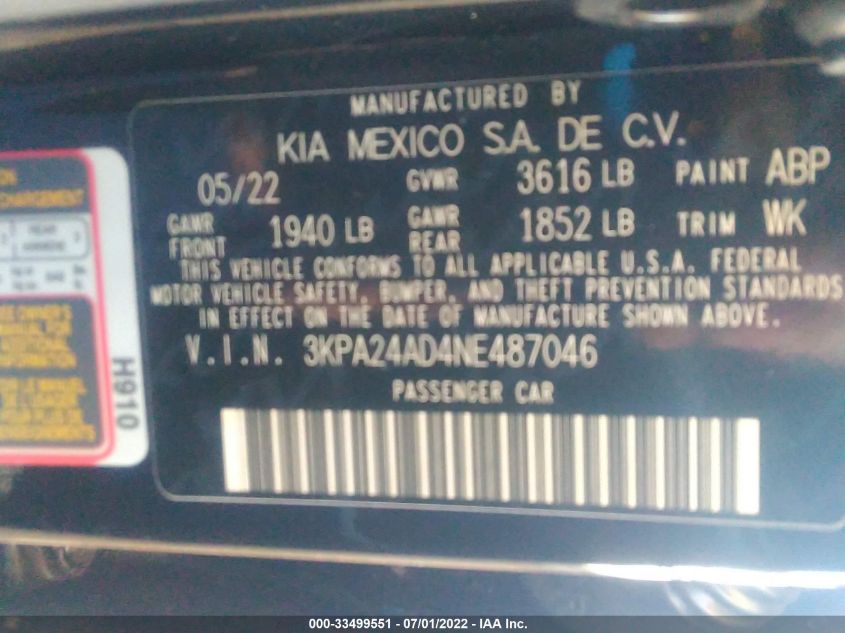 MANUFACTURED BY
KIA MEXICO S.A. DE C.V.
05/22 GVWR 3616 LB PAINT ABP
GAWR FRONT 1940 LB GAWR REAR 1852 LB TRIM WK
THIS VEHICLE CONFORMS TO ALL APPLICABLE U.S.A. FEDERAL
MOTOR VEHICLE SAFETY, BUMPER, AND THEFT PREVENTION STANDARDS
IN EFFECT ON THE DATE OF MANUFACTURE SHOWN ABOVE.
V.I.N. 3KPA24AD4NE487046
PASSENGER CAR
H910
000-33499551 - 07/01/2022 - IAA Inc.